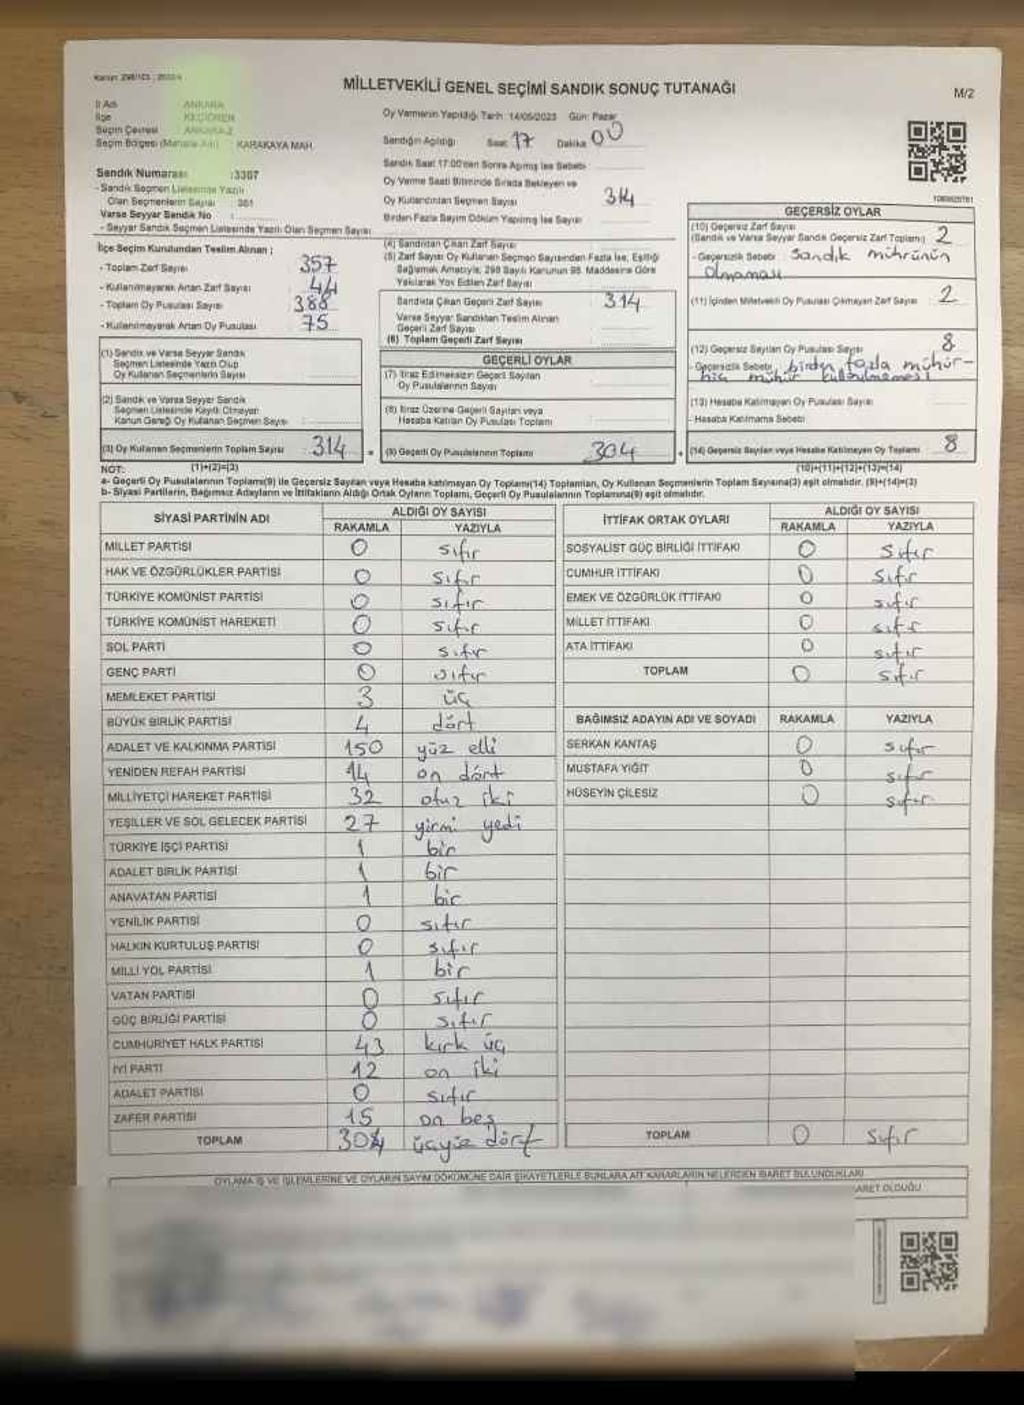 MİLLETVEKİLİ GENEL SEÇİMİ SANDIK SONUÇ TUTANAĞI
M/2
İl Adı ANKARA
İlçe KEÇİÖREN
Seçim Çevresi : ANKARA-2
Seçim Bölgesi (Mahalle Adı) : KARAKAYA MAH.
Sandık Numarası :3387
- Sandık Seçmen Listesinde Yazılı
Olan Seçmenlerin Sayısı : 361
Varsa Seyyar Sandık No :
- Seyyar Sandık Seçmen Listesinde Yazılı Olan Seçmen Sayısı
Oy Vermenin Yapıldığı Tarih: 14/05/2023 Gün: Pazar
Sandığın Açıldığı Saat 17 Dakika 00
Sandık Saat 17:00'dan Sonra Açılmış İse Sebebi
Oy Verme Saati Bitiminde Sırada Bekleyen ve
Oy Kullandırılan Seçmen Sayısı 314
Birden Fazla Sayım Döküm Yapılmış İse Sayısı
İlçe Seçim Kurulundan Teslim Alınan ;
- Toplam Zarf Sayısı 357
- Kullanılmayarak Artan Zarf Sayısı 44
- Toplam Oy Pusulası Sayısı 388
- Kullanılmayarak Artan Oy Pusulası 75
(4) Sandıktan Çıkan Zarf Sayısı
(5) Zarf Sayısı Oy Kullanan Seçmen Sayısından Fazla İse, Eşitliği
Sağlamak Amacıyla, 298 Sayılı Kanunun 98. Maddesine Göre
Yakılarak Yok Edilen Zarf Sayısı
Sandıkta Çıkan Geçerli Zarf Sayısı 314
Varsa Seyyar Sandıktan Teslim Alınan
Geçerli Zarf Sayısı
(6) Toplam Geçerli Zarf Sayısı
GEÇERSİZ OYLAR
(10) Geçersiz Zarf Sayısı
(Sandık ve Varsa Seyyar Sandık Geçersiz Zarf Toplamı) 2
- Geçersizlik Sebebi Sandık mührünün
olmaması
(11) İçinden Milletvekili Oy Pusulası Çıkmayan Zarf Sayısı 2
(12) Geçersiz Sayılan Oy Pusulası Sayısı 8
- Geçersizlik Sebebi birden fazla mühür-
hiç mühür kullanılmaması
(13) Hesaba Katılmayan Oy Pusulası Sayısı
- Hesaba Katılmama Sebebi
(1) Sandık ve Varsa Seyyar Sandık
Seçmen Listesinde Yazılı Olup
Oy Kullanan Seçmenlerin Sayısı
(2) Sandık ve Varsa Seyyar Sandık
Seçmen Listesinde Kayıtlı Olmayan
Kanun Gereği Oy Kullanan Seçmen Sayısı
GEÇERLİ OYLAR
(7) İtiraz Edilmeksizin Geçerli Sayılan
Oy Pusulalarının Sayısı
(8) İtiraz Üzerine Geçerli Sayılan veya
Hesaba Katılan Oy Pusulası Toplamı
(3) Oy Kullanan Seçmenlerin Toplam Sayısı 314 = (9) Geçerli Oy Pusulalarının Toplamı 304 + (14) Geçersiz Sayılan veya Hesaba Katılmayan Oy Toplamı 8
NOT: (1)+(2)=(3) (10)+(11)+(12)+(13)=(14)
a- Geçerli Oy Pusulalarının Toplamı(9) ile Geçersiz Sayılan veya Hesaba katılmayan Oy Toplamı(14) Toplamları, Oy Kullanan Seçmenlerin Toplam Sayısına(3) eşit olmalıdır. (9)+(14)=(3)
b- Siyasi Partilerin, Bağımsız Adayların ve İttifakların Aldığı Ortak Oyların Toplamı, Geçerli Oy Pusulalarının Toplamına(9) eşit olmalıdır.
SİYASİ PARTİNİN ADI ALDIĞI OY SAYISI
RAKAMLA YAZIYLA
MİLLET PARTİSİ 0 sıfır
HAK VE ÖZGÜRLÜKLER PARTİSİ 0 sıfır
TÜRKİYE KOMÜNİST PARTİSİ 0 sıfır
TÜRKİYE KOMÜNİST HAREKETİ 0 sıfır
SOL PARTİ 0 sıfır
GENÇ PARTİ 0 sıfır
MEMLEKET PARTİSİ 3 üç
BÜYÜK BİRLİK PARTİSİ 4 dört
ADALET VE KALKINMA PARTİSİ 150 yüz elli
YENİDEN REFAH PARTİSİ 14 on dört
MİLLİYETÇİ HAREKET PARTİSİ 32 otuz iki
YEŞİLLER VE SOL GELECEK PARTİSİ 27 yirmi yedi
TÜRKİYE İŞÇİ PARTİSİ 1 bir
ADALET BİRLİK PARTİSİ 1 bir
ANAVATAN PARTİSİ 1 bir
YENİLİK PARTİSİ 0 sıfır
HALKIN KURTULUŞ PARTİSİ 0 sıfır
MİLLİ YOL PARTİSİ 1 bir
VATAN PARTİSİ 0 sıfır
GÜÇ BİRLİĞİ PARTİSİ 0 sıfır
CUMHURİYET HALK PARTİSİ 43 kırk üç
İYİ PARTİ 12 on iki
ADALET PARTİSİ 0 sıfır
ZAFER PARTİSİ 15 on beş
TOPLAM 304 üçyüz dört
İTTİFAK ORTAK OYLARI ALDIĞI OY SAYISI
RAKAMLA YAZIYLA
SOSYALİST GÜÇ BİRLİĞİ İTTİFAKI 0 sıfır
CUMHUR İTTİFAKI 0 sıfır
EMEK VE ÖZGÜRLÜK İTTİFAKI 0 sıfır
MİLLET İTTİFAKI 0 sıfır
ATA İTTİFAKI 0 sıfır
TOPLAM 0 sıfır
BAĞIMSIZ ADAYIN ADI VE SOYADI RAKAMLA YAZIYLA
SERKAN KANTAŞ 0 sıfır
MUSTAFA YİĞİT 0 sıfır
HÜSEYİN ÇİLESİZ 0 sıfır
TOPLAM 0 sıfır
OYLAMA İŞ VE İŞLEMLERİNE VE OYLARIN SAYIM DÖKÜMÜNE DAİR ŞİKAYETLERLE BUNLARA AİT KARARLARIN NELERDEN İBARET BULUNDUKLARI